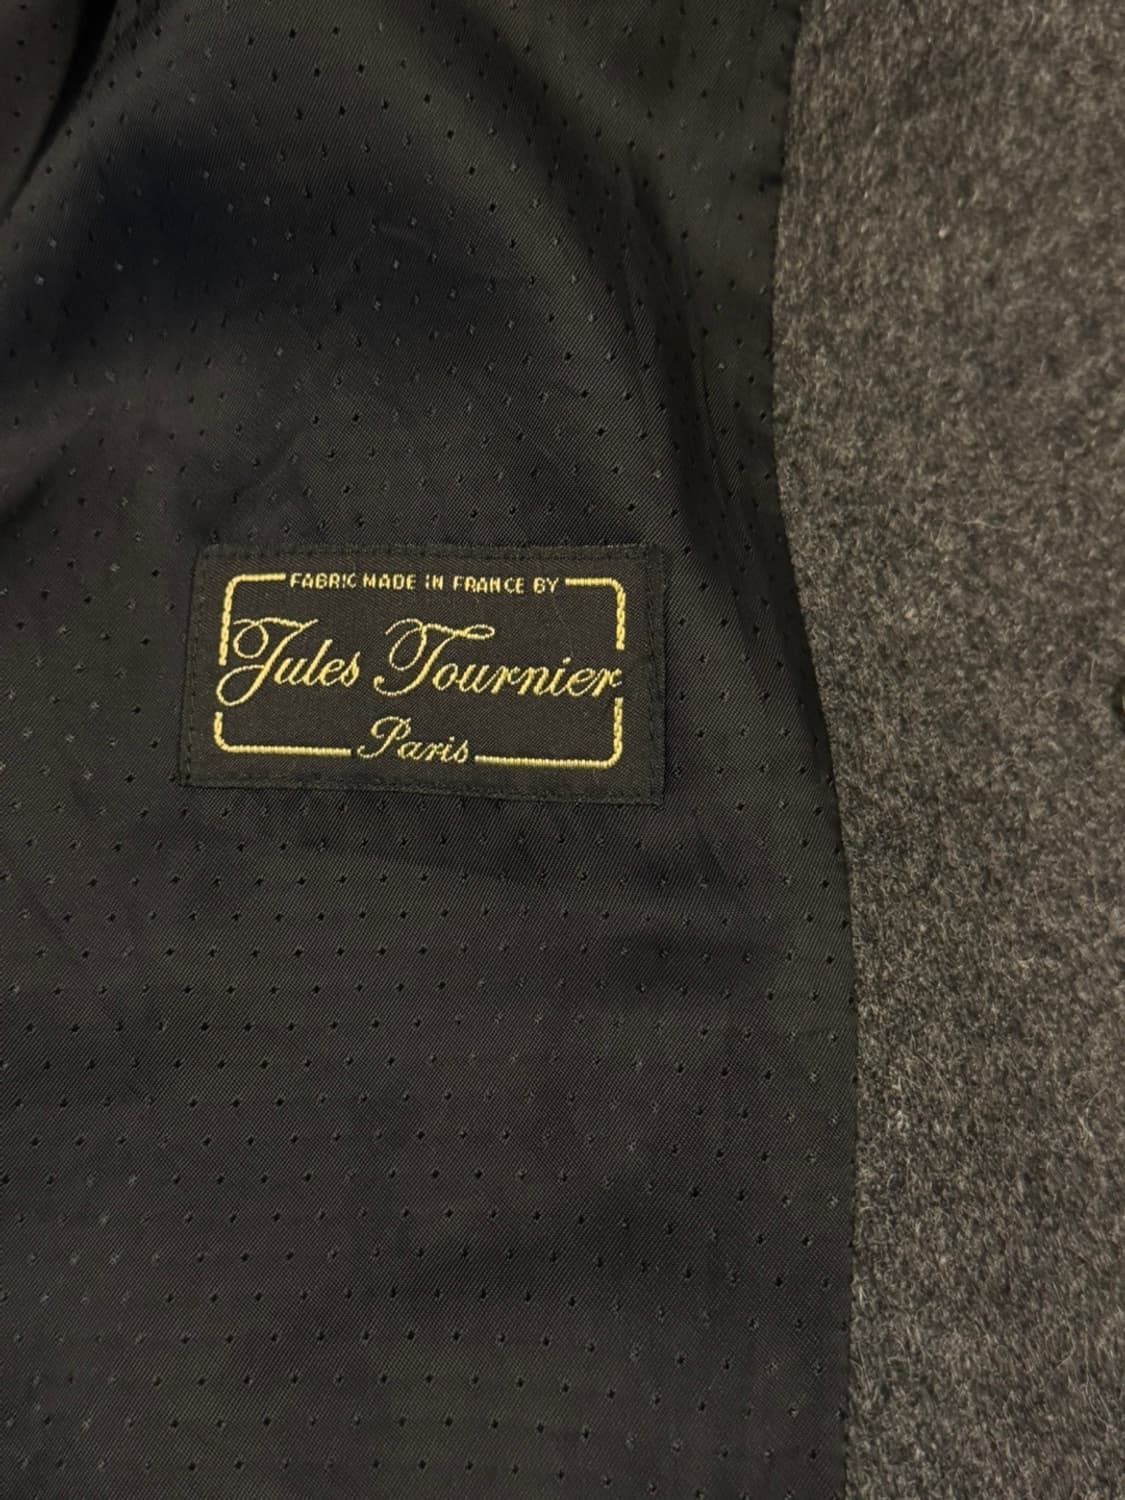 FABRIC MADE IN FRANCE BY
Jules Tournier
Paris